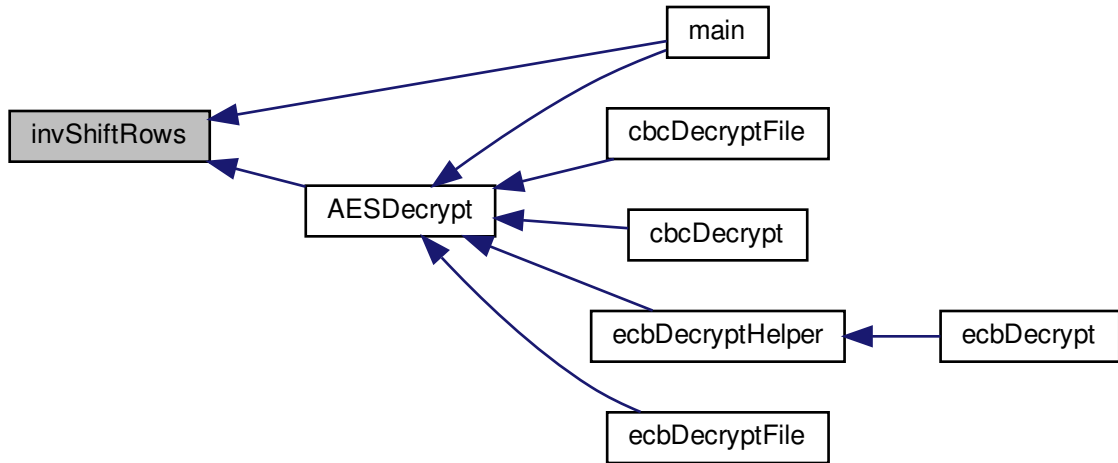 main
invShiftRows
cbcDecryptFile
AESDecrypt
cbcDecrypt
ecbDecryptHelper
ecbDecrypt
ecbDecryptFile